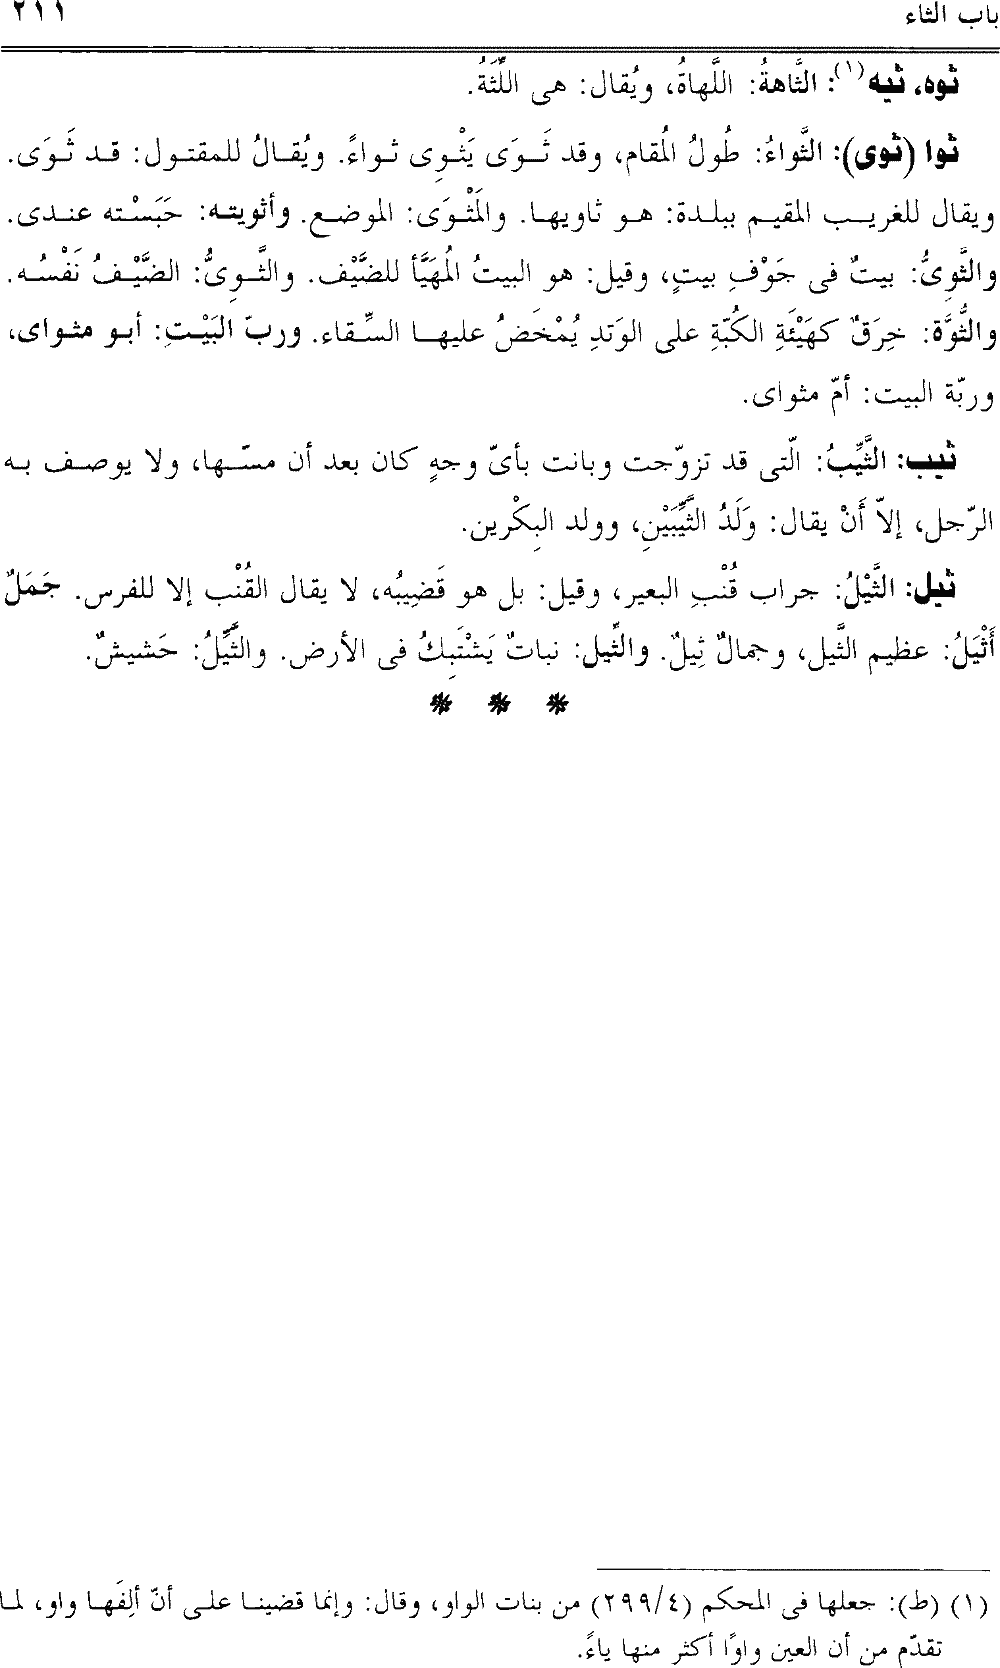 باب الثاء ٢١١
ثوه، ثيه(١): الثَّاهةُ: اللَّهاةُ، ويُقال: هى اللِّثَةُ.
ثوا (ثوى): الثَّواءُ: طُولُ المُقام، وقد ثَـوَى يَثْوِى ثـواءً. ويُقـالُ للمقتـول: قـد ثَـوَى.
ويقال للغريـب المقيـم ببلـدة: هـو ثاويهـا. والمَثْـوَى: الموضـع. وأثويتـه: حَبَسْـته عنـدى.
والثَّوِىُّ: بيتٌ فى جَوْفِ بيتٍ، وقيل: هو البيتُ المُهَيَّأ للضَّيْف. والثَّـوِىُّ: الضَّيْـفُ نَفْسُـه.
والثُّوَّة: خِرَقٌ كهَيْئَةِ الكُبّةِ على الوَتدِ يُمْخَضُ عليهـا السِّقاء. وربّ البَيْـتِ: أبـو مثواى،
وربّة البيت: أمّ مثواى.
ثيب: الثَّيِّبُ: الّتى قد تزوّجت وبانت بأىّ وجهٍ كان بعد أن مسّـها، ولا يوصـف بـه
الرّجل، إلاّ أَنْ يقال: وَلَدُ الثَّيِّبَيْنِ، وولد البِكْرين.
ثيل: الثَّيْلُ: جراب قُنْبِ البعير، وقيل: بل هو قَضِيبُه، لا يقال القُنْب إلا للفرس. جَمَلٌ
أَثْيَلُ: عظيم الثَّيل، وجمالٌ ثِيلٌ. والثِّيل: نباتٌ يَشْتَبِكُ فى الأرض. والثَّيِّلُ: حَشيشٌ.
* * *
(١) (ط): جعلها فى المحكم (٢٩٩/٤) من بنات الواو، وقال: وإنما قضينـا علـى أنّ ألِفَهـا واو، لمـا
تقدّم من أن العين واوًا أكثر منها ياءً.